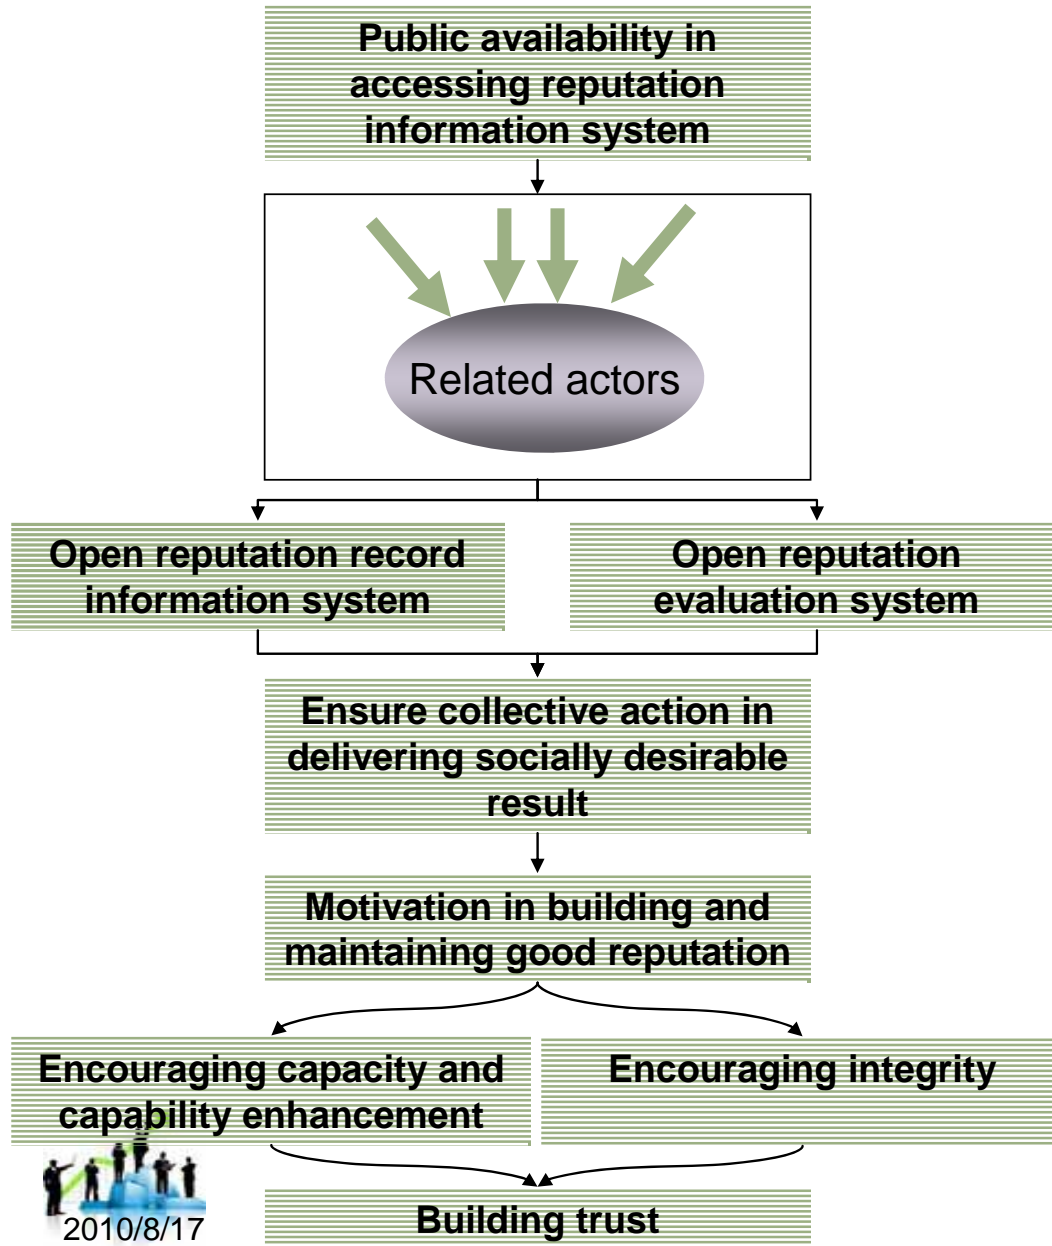 Public availability in
accessing reputation
information system
Related actors
Open reputation record
information system
Open reputation
evaluation system
Ensure collective action in
delivering socially desirable
result
Motivation in building and
maintaining good reputation
Encouraging capacity and
capability enhancement
Encouraging integrity
Building trust
2010/8/17